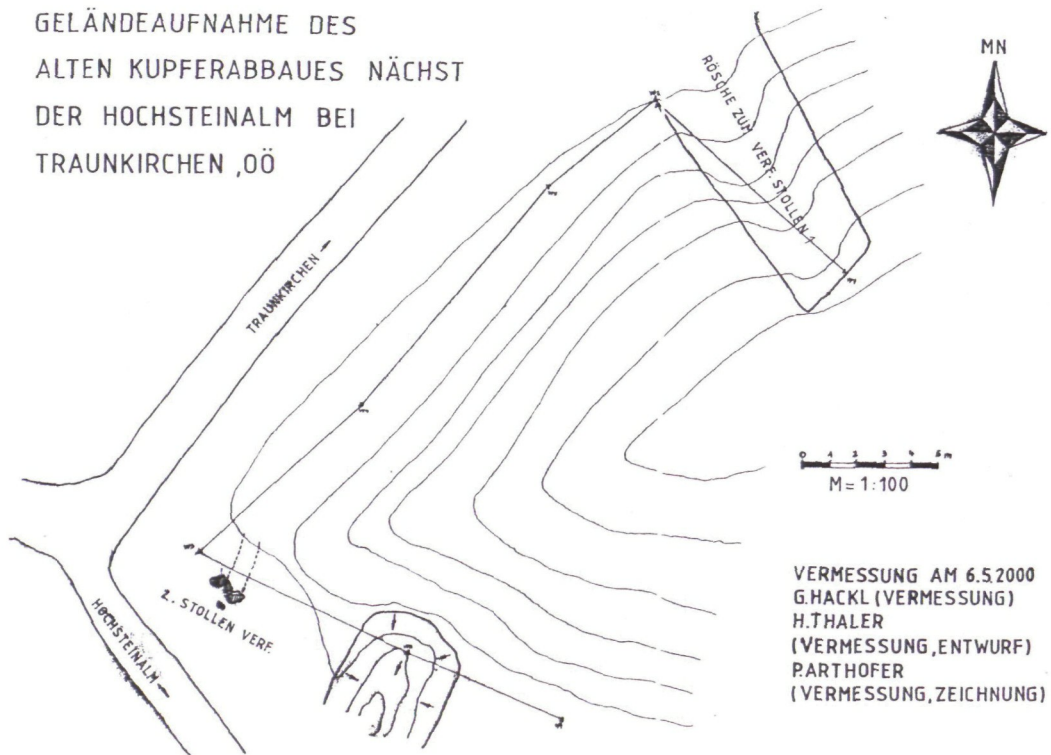 GELÄNDEAUFNAHME DES
ALTEN KUPFERABBAUES NÄCHST
DER HOCHSTEINALM BEI
TRAUNKIRCHEN ,OÖ
MN
RÖSCHE ZUM VERF. STOLLEN 1
TRAUNKIRCHEN
0 1 2 3 4 5 m
M = 1:100
2. STOLLEN VERF.
HOCHSTEINALM
VERMESSUNG AM 6.5.2000
G.HACKL (VERMESSUNG)
H.THALER
(VERMESSUNG,ENTWURF)
P.ARTHOFER
(VERMESSUNG,ZEICHNUNG)